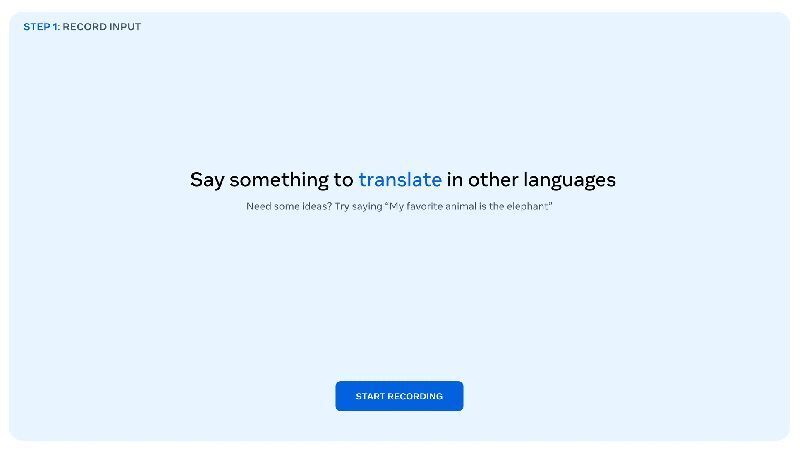 STEP 1: RECORD INPUT
Say something to translate in other languages
Need some ideas? Try saying “My favorite animal is the elephant”
START RECORDING